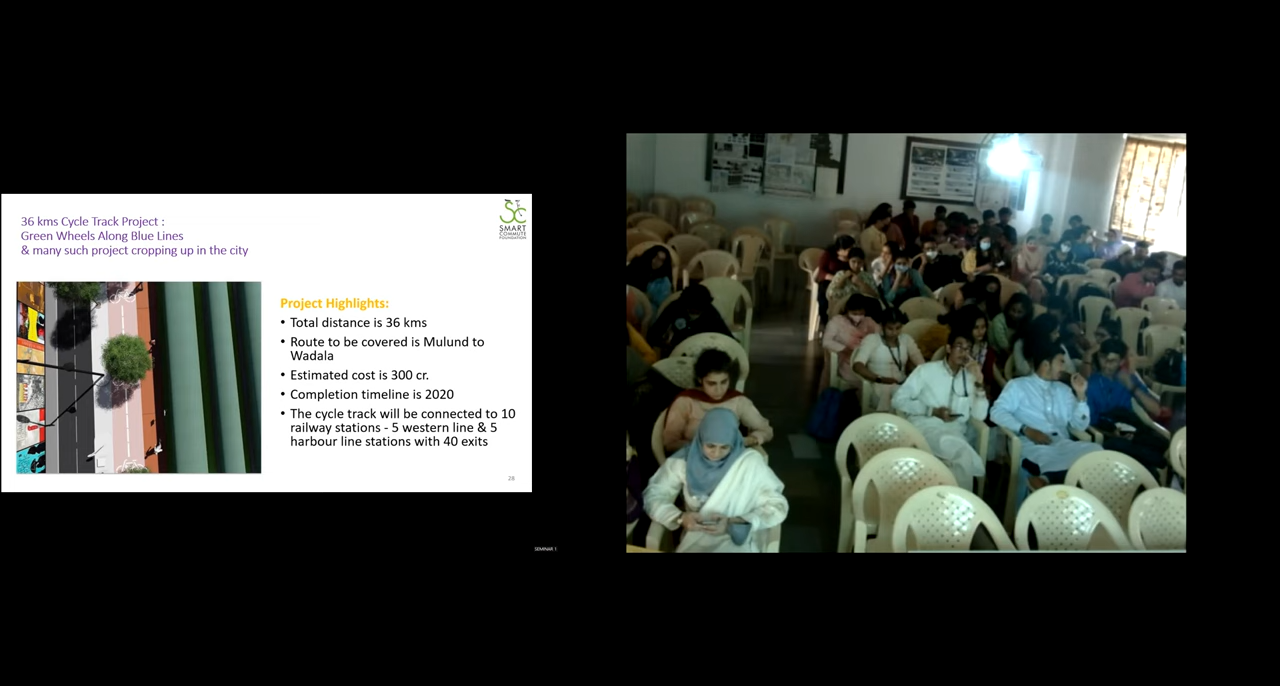 36 kms Cycle Track Project :
Green Wheels Along Blue Lines
& many such project cropping up in the city
SC
SMART
COMMUTE
FOUNDATION
Project Highlights:
• Total distance is 36 kms
• Route to be covered is Mulund to
Wadala
• Estimated cost is 300 cr.
• Completion timeline is 2020
• The cycle track will be connected to 10
railway stations - 5 western line & 5
harbour line stations with 40 exits
28
SEMINAR 1